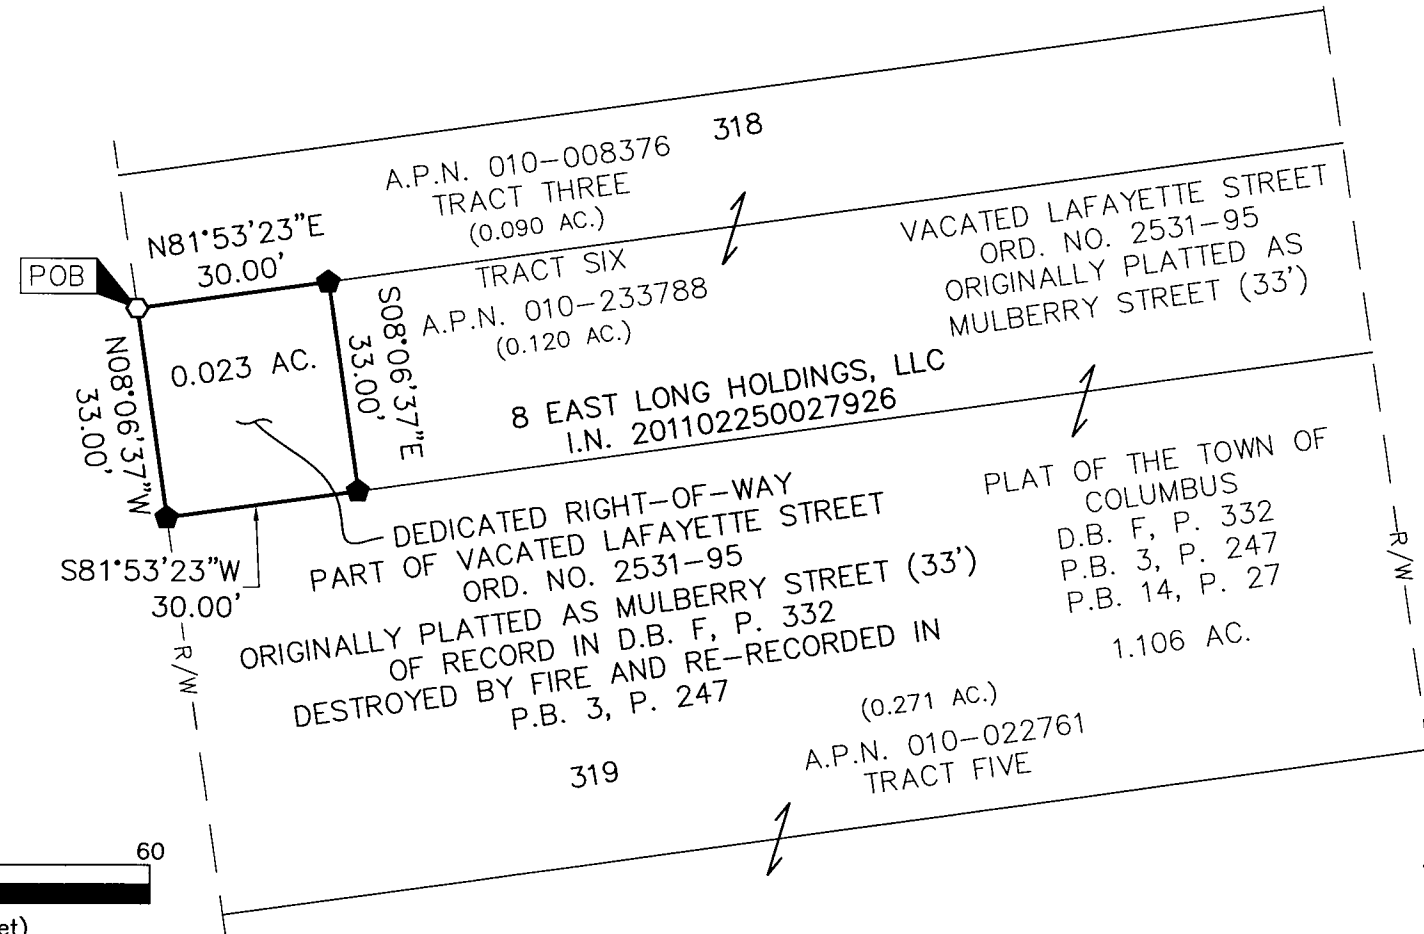 318
A.P.N. 010-008376
TRACT THREE
(0.090 AC.)
N81°53'23"E
30.00'
POB
VACATED LAFAYETTE STREET
ORD. NO. 2531-95
ORIGINALLY PLATTED AS
MULBERRY STREET (33')
TRACT SIX
A.P.N. 010-233788
(0.120 AC.)
S08°06'37"E
33.00'
N08°06'37"W
33.00'
0.023 AC.
8 EAST LONG HOLDINGS, LLC
I.N. 201102250027926
DEDICATED RIGHT-OF-WAY
PART OF VACATED LAFAYETTE STREET
ORD. NO. 2531-95
ORIGINALLY PLATTED AS MULBERRY STREET (33')
OF RECORD IN D.B. F, P. 332
DESTROYED BY FIRE AND RE-RECORDED IN
P.B. 3, P. 247
PLAT OF THE TOWN OF
COLUMBUS
D.B. F, P. 332
P.B. 3, P. 247
P.B. 14, P. 27
1.106 AC.
R/W
S81°53'23"W
30.00'
R/W
(0.271 AC.)
A.P.N. 010-022761
TRACT FIVE
319
60
et)